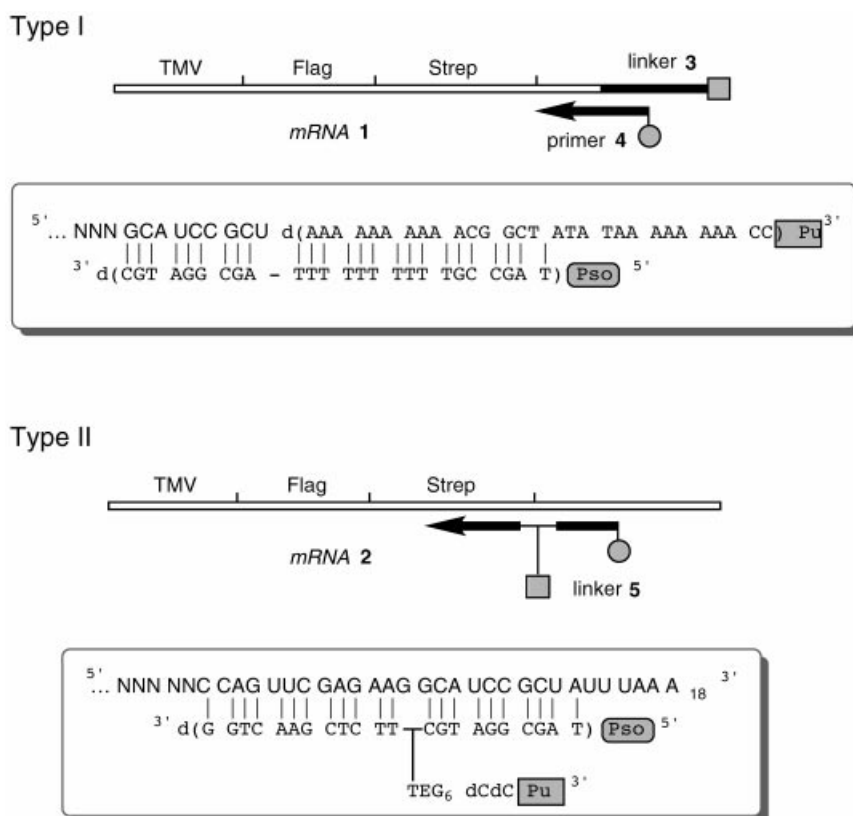 Type I
TMV Flag Strep linker 3
mRNA 1 primer 4
5' ... NNN GCA UCC GCU d(AAA AAA AAA ACG GCT ATA TAA AAA AAA CC) Pu 3'
3' d(CGT AGG CGA - TTT TTT TTT TGC CGA T) Pso 5'
Type II
TMV Flag Strep
mRNA 2 linker 5
5' ... NNN NNC CAG UUC GAG AAG GCA UCC GCU AUU UAA A 18 3'
3' d(G GTC AAG CTC TT CGT AGG CGA T) Pso 5'
TEG6 dCdC Pu 3'